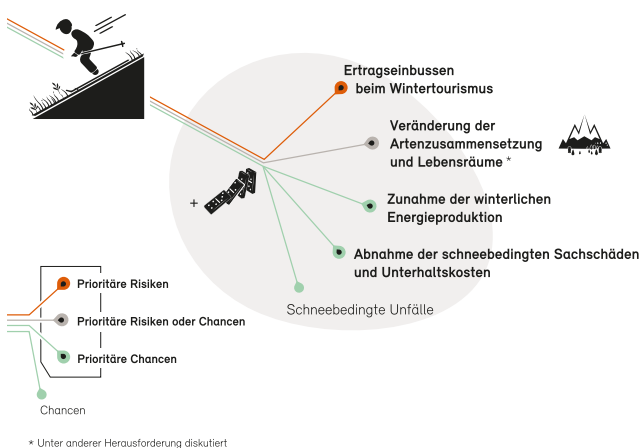 Ertragseinbussen
beim Wintertourismus
Veränderung der
Artenzusammensetzung
und Lebensräume *
+
Zunahme der winterlichen
Energieproduktion
Abnahme der schneebedingten Sachschäden
und Unterhaltskosten
Schneebedingte Unfälle
Prioritäre Risiken
Prioritäre Risiken oder Chancen
Prioritäre Chancen
Chancen
* Unter anderer Herausforderung diskutiert